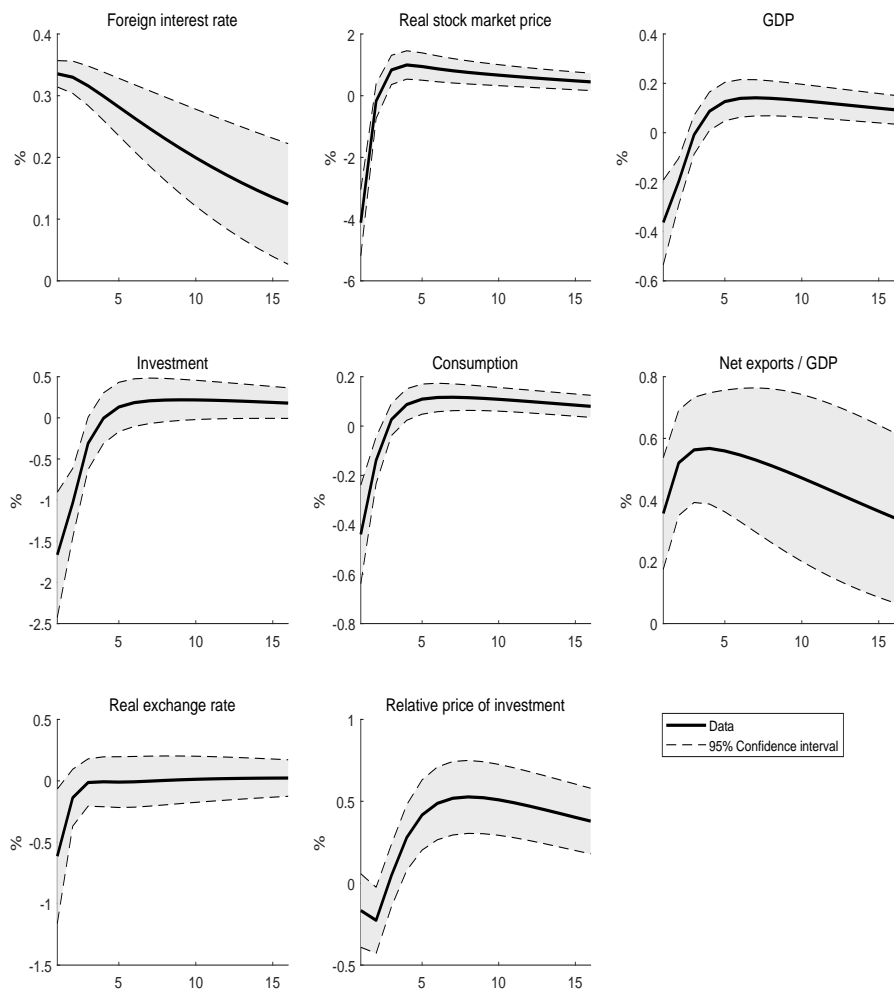 Foreign interest rate
0.4
0.3
0.2
0.1
0
%
5 10 15
Real stock market price
2
0
-2
-4
-6
%
5 10 15
GDP
0.4
0.2
0
-0.2
-0.4
-0.6
%
5 10 15
Investment
0.5
0
-0.5
-1
-1.5
-2
-2.5
%
5 10 15
Consumption
0.2
0
-0.2
-0.4
-0.6
-0.8
%
5 10 15
Net exports / GDP
0.8
0.6
0.4
0.2
0
%
5 10 15
Real exchange rate
0.5
0
-0.5
-1
-1.5
%
5 10 15
Relative price of investment
1
0.5
0
-0.5
%
5 10 15
Data
95% Confidence interval